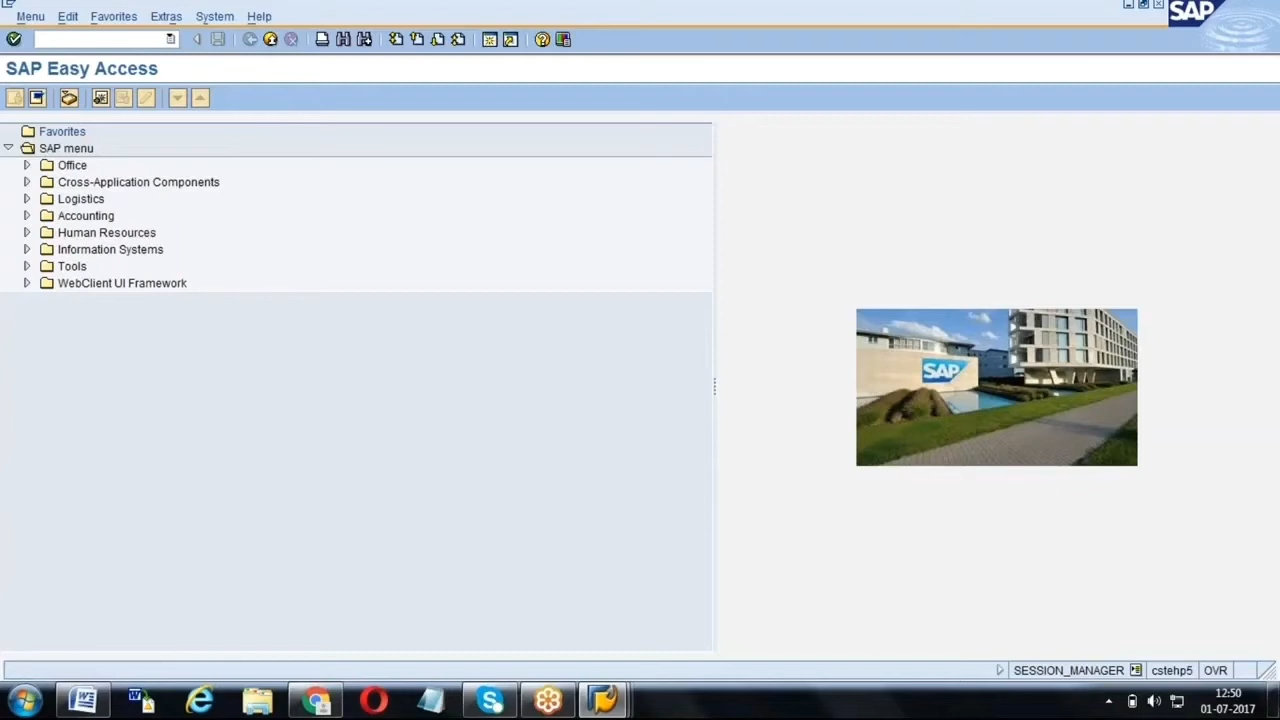 Menu Edit Favorites Extras System Help
SAP
SAP Easy Access
Favorites
SAP menu
Office
Cross-Application Components
Logistics
Accounting
Human Resources
Information Systems
Tools
WebClient UI Framework
SAP
SESSION_MANAGER cstehp5 OVR
12:50
01-07-2017